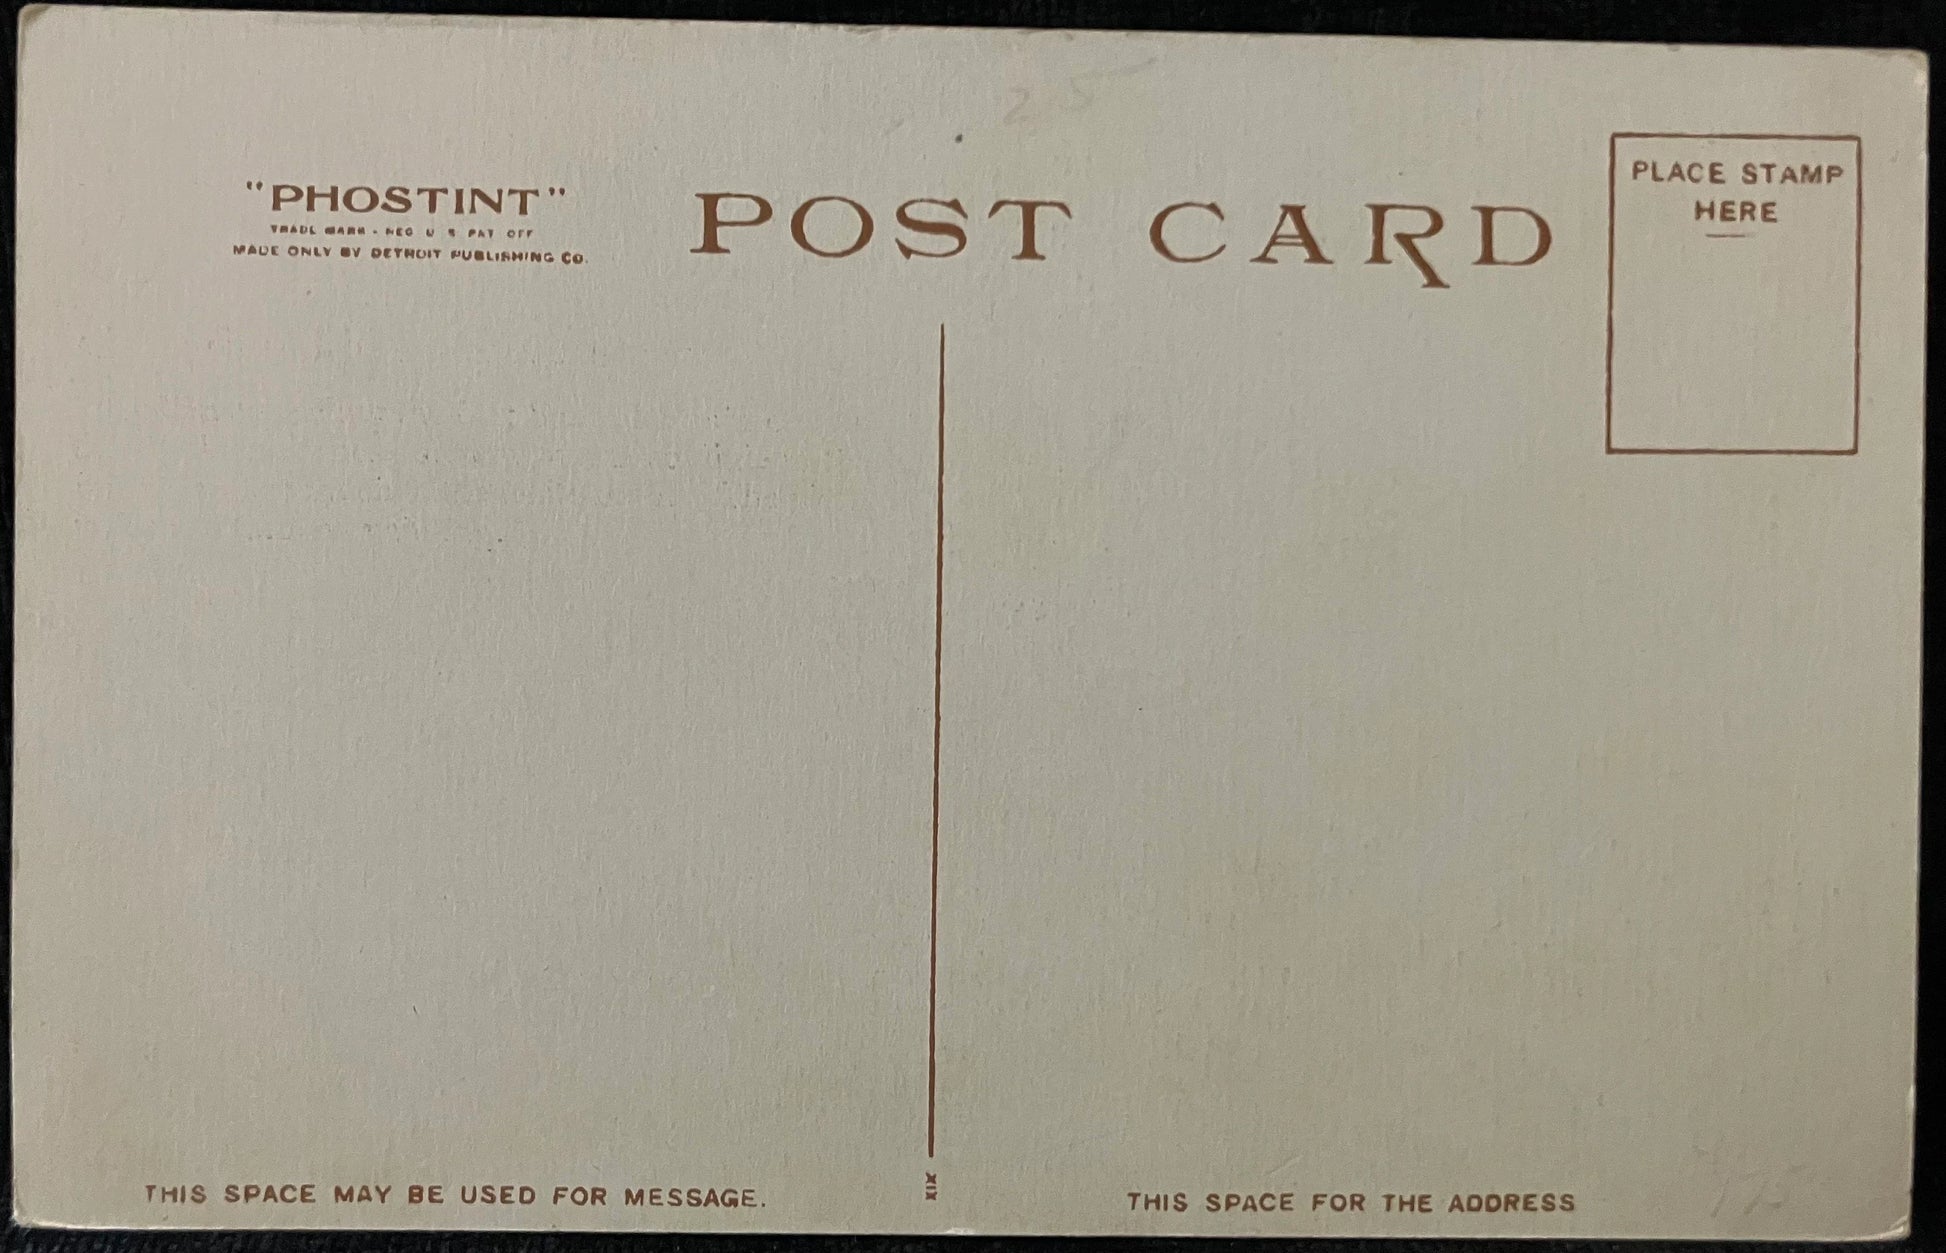 25
"PHOSTINT"
TRADE MARK - REG U S PAT OFF
MADE ONLY BY DETROIT PUBLISHING CO.
POST CARD
PLACE STAMP
HERE
THIS SPACE MAY BE USED FOR MESSAGE.
XIX
THIS SPACE FOR THE ADDRESS